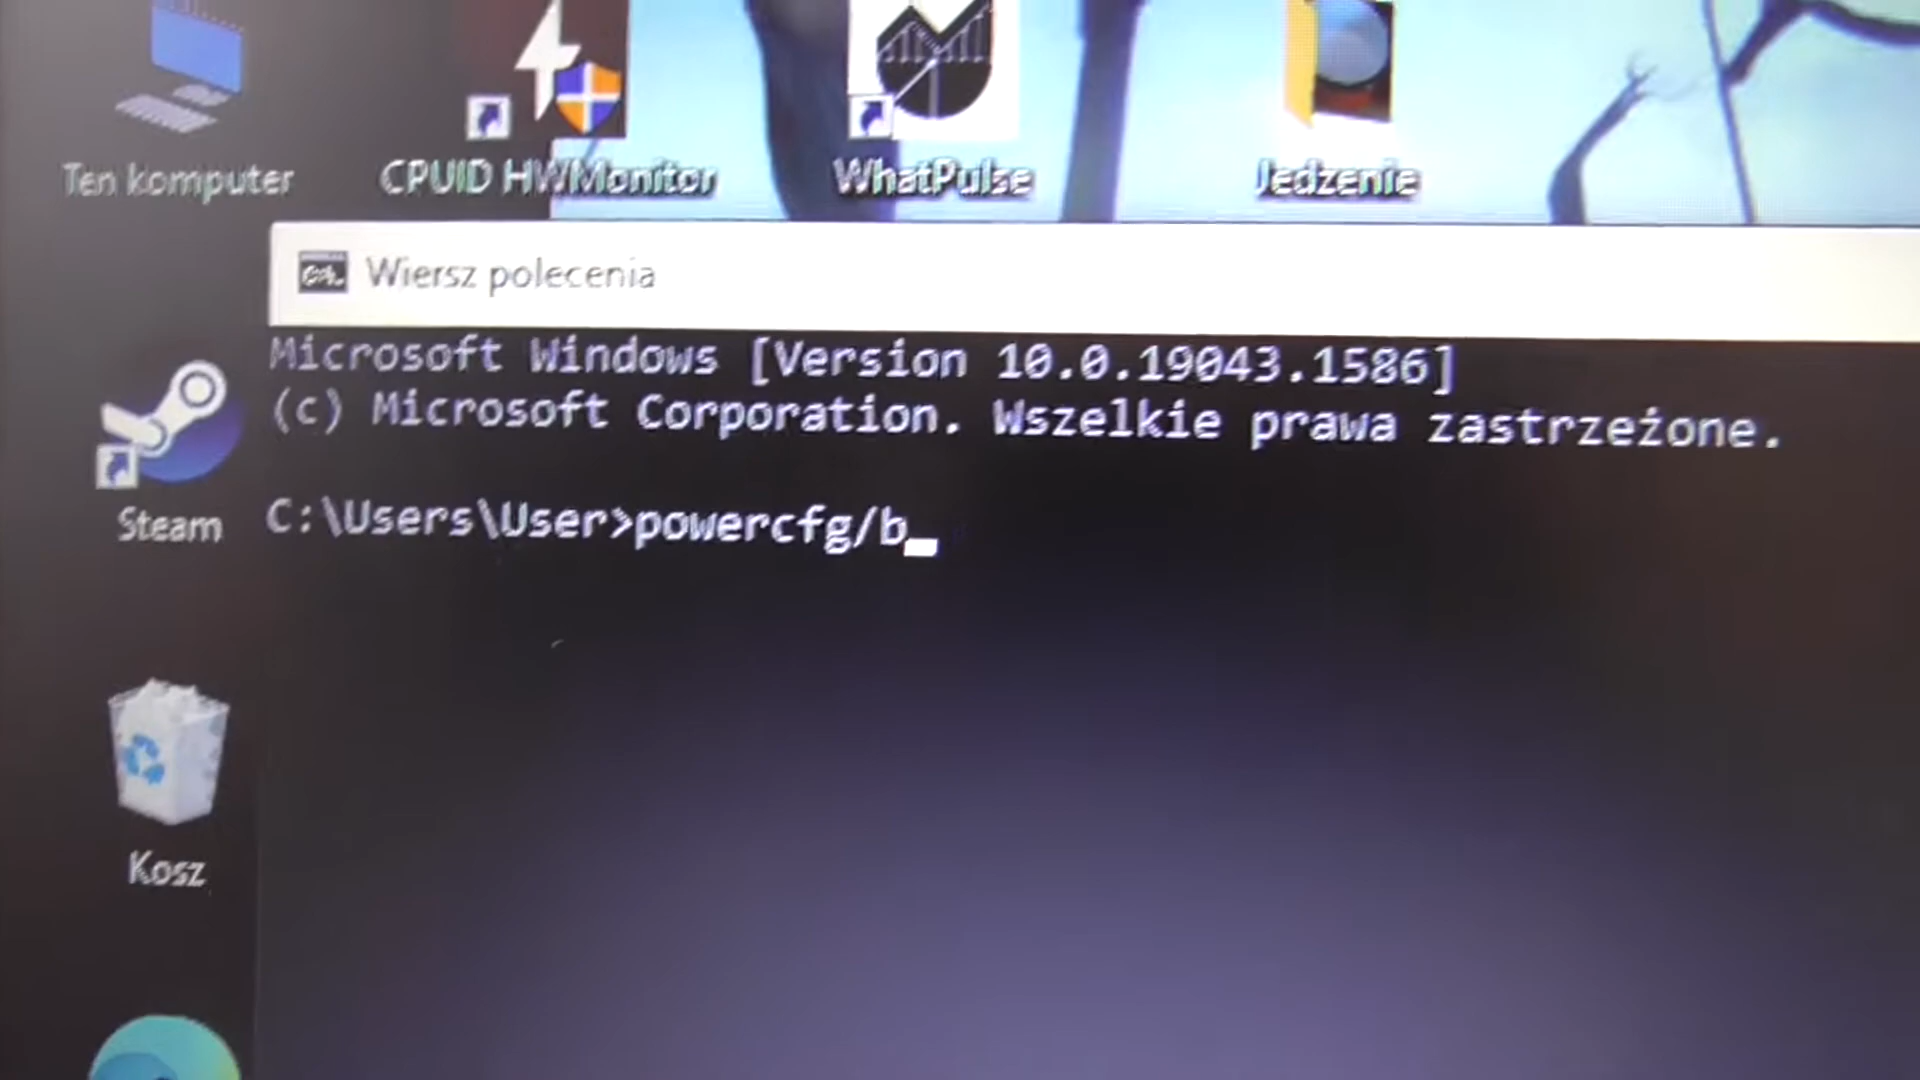 Ten komputer
CPUID HWMonitor
WhatPulse
Jedzenie
Wiersz polecenia
Microsoft Windows [Version 10.0.19043.1586]
(c) Microsoft Corporation. Wszelkie prawa zastrzeżone.
C:\Users\User>powercfg/b
Steam
Kosz